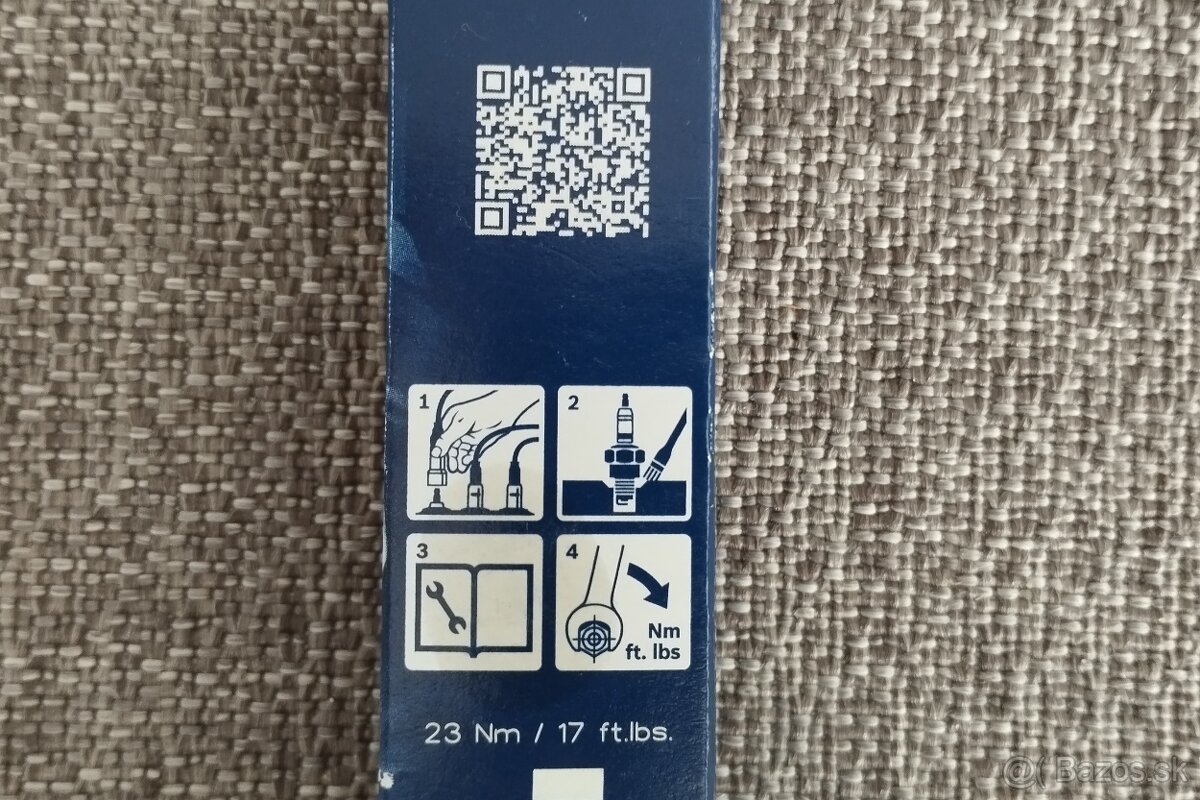 1
2
3
4
Nm
ft. lbs
23 Nm / 17 ft.lbs.
@( Bazos.sk